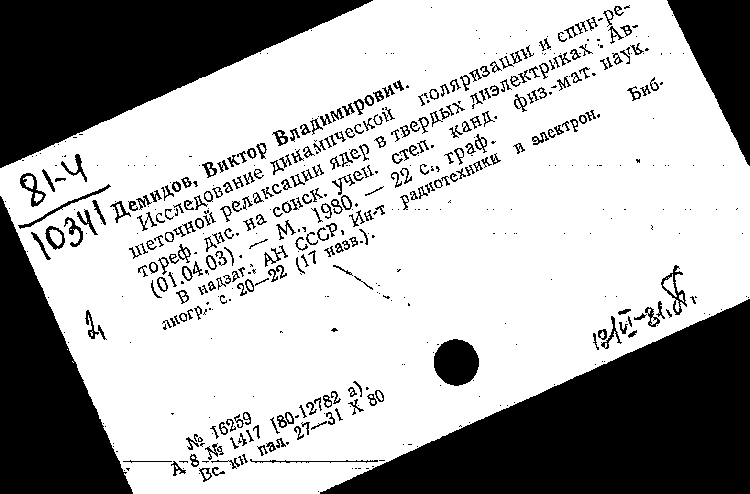 81-4
10341
Демидов, Виктор Владимирович.
Исследование динамической поляризации и спин-ре-
шеточной релаксации ядер в твердых диэлектриках : Ав-
тореф. дис. на соиск. учен. степ. канд. физ.-мат. наук.
(01.04.03). — М., 1980. — 22 с., граф.
В надзаг.: АН СССР, Ин-т радиотехники и электрон. Биб-
лиогр.: с. 20—22 (17 назв.).
2,
№ 16259
А 8 № 1417 [80-12782 а).
Вс. кн. пал. 27—31 X 80